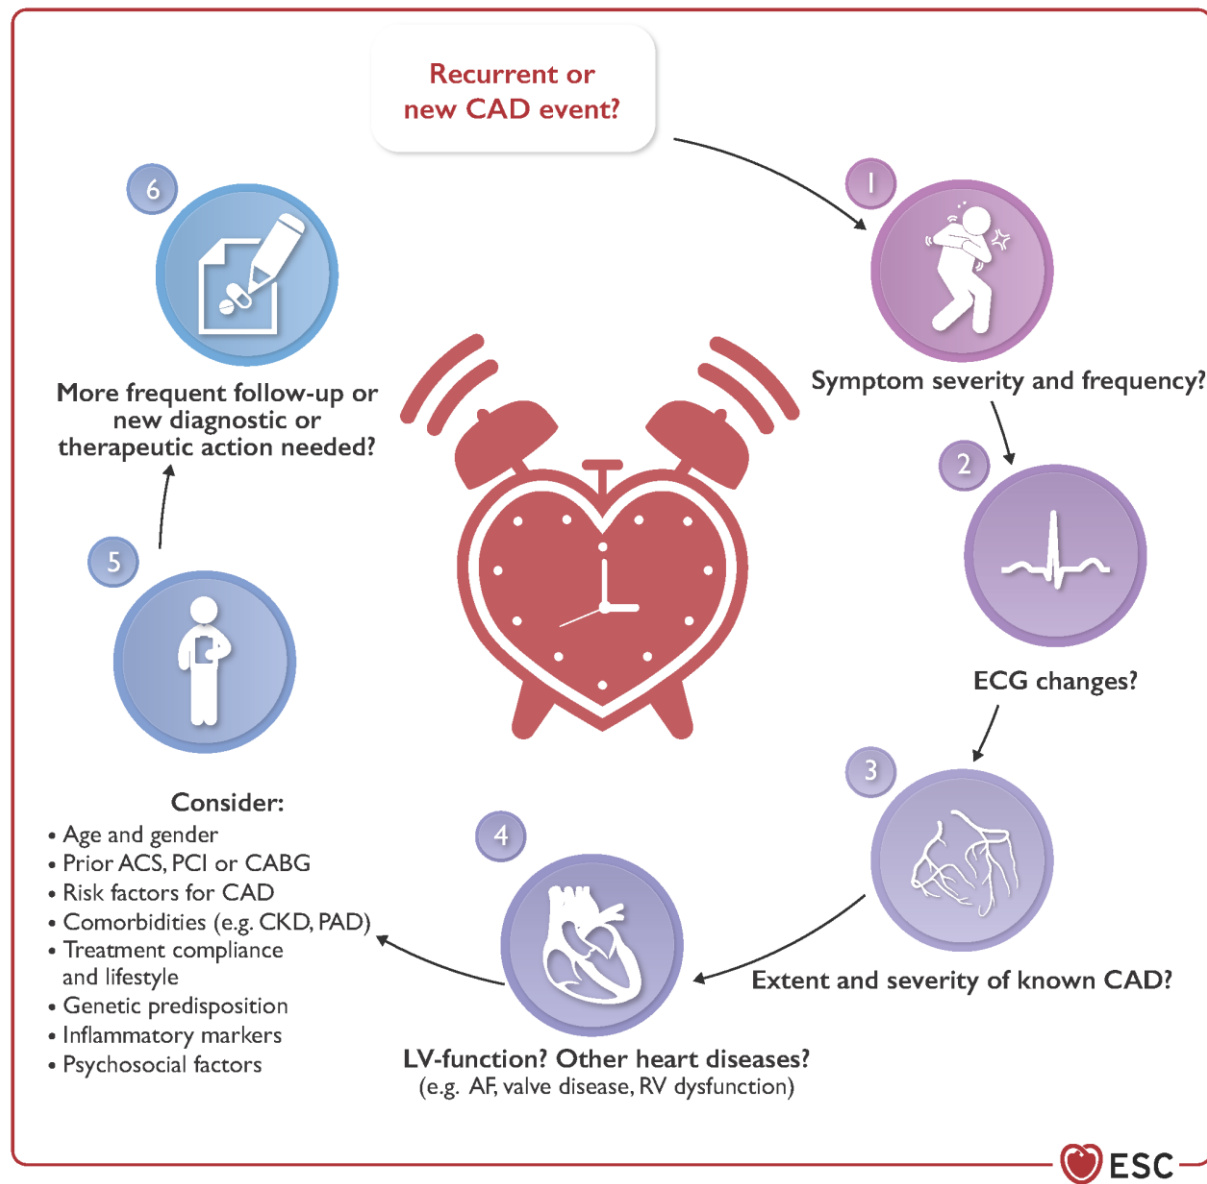 Recurrent or
new CAD event?
1
Symptom severity and frequency?
2
ECG changes?
3
Extent and severity of known CAD?
4
LV-function? Other heart diseases?
(e.g. AF, valve disease, RV dysfunction)
5
Consider:
• Age and gender
• Prior ACS, PCI or CABG
• Risk factors for CAD
• Comorbidities (e.g. CKD, PAD)
• Treatment compliance
and lifestyle
• Genetic predisposition
• Inflammatory markers
• Psychosocial factors
6
More frequent follow-up or
new diagnostic or
therapeutic action needed?
ESC